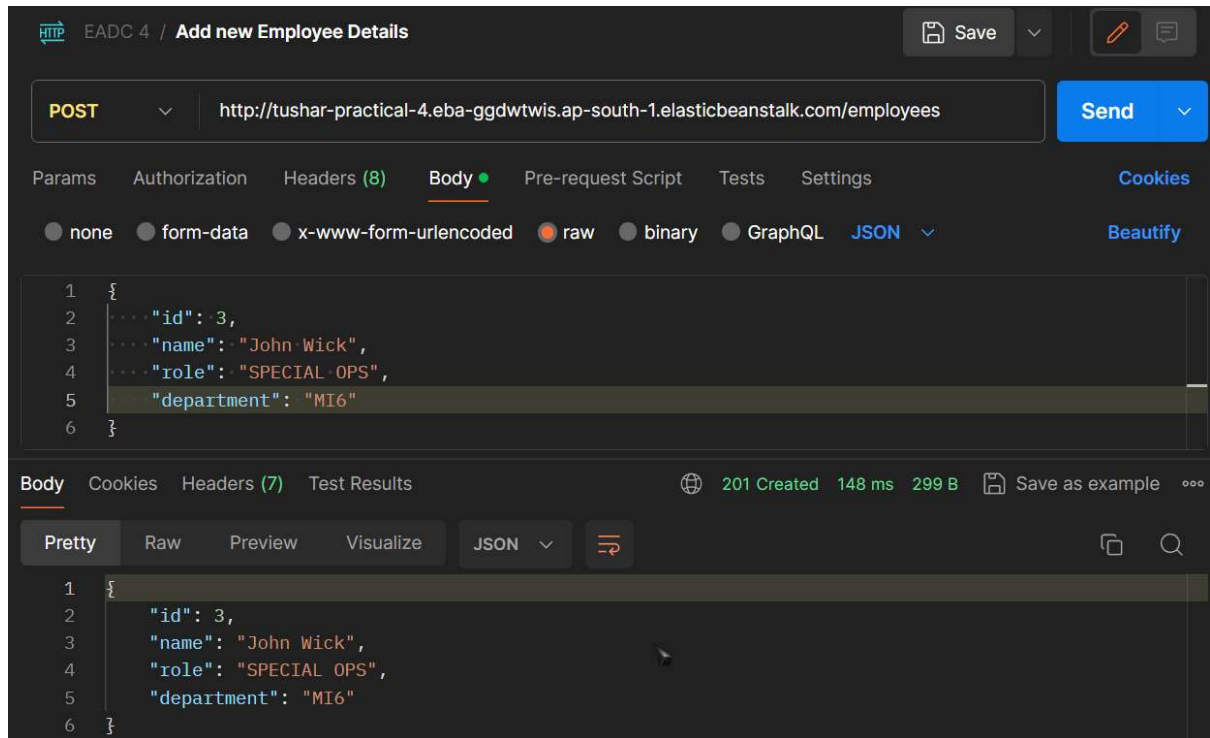 HTTP EADC 4 / Add new Employee Details Save
POST http://tushar-practical-4.eba-ggdwtwis.ap-south-1.elasticbeanstalk.com/employees Send
Params Authorization Headers (8) Body Pre-request Script Tests Settings Cookies
none form-data x-www-form-urlencoded raw binary GraphQL JSON Beautify
1 {
2 "id": 3,
3 "name": "John Wick",
4 "role": "SPECIAL OPS",
5 "department": "MI6"
6 }
Body Cookies Headers (7) Test Results 201 Created 148 ms 299 B Save as example
Pretty Raw Preview Visualize JSON
1 {
2 "id": 3,
3 "name": "John Wick",
4 "role": "SPECIAL OPS",
5 "department": "MI6"
6 }